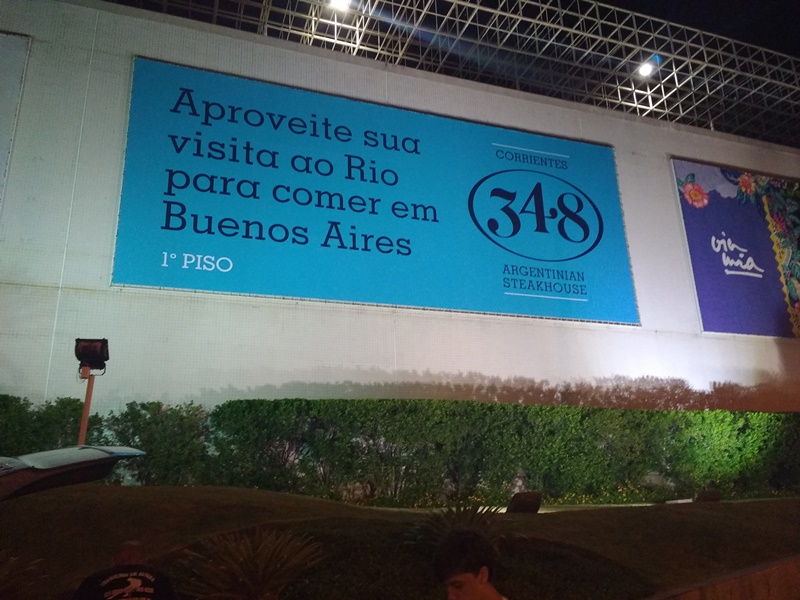 Aproveite sua
visita ao Rio
para comer em
Buenos Aires
1º PISO
CORRIENTES
348
ARGENTINIAN
STEAKHOUSE
via
mia